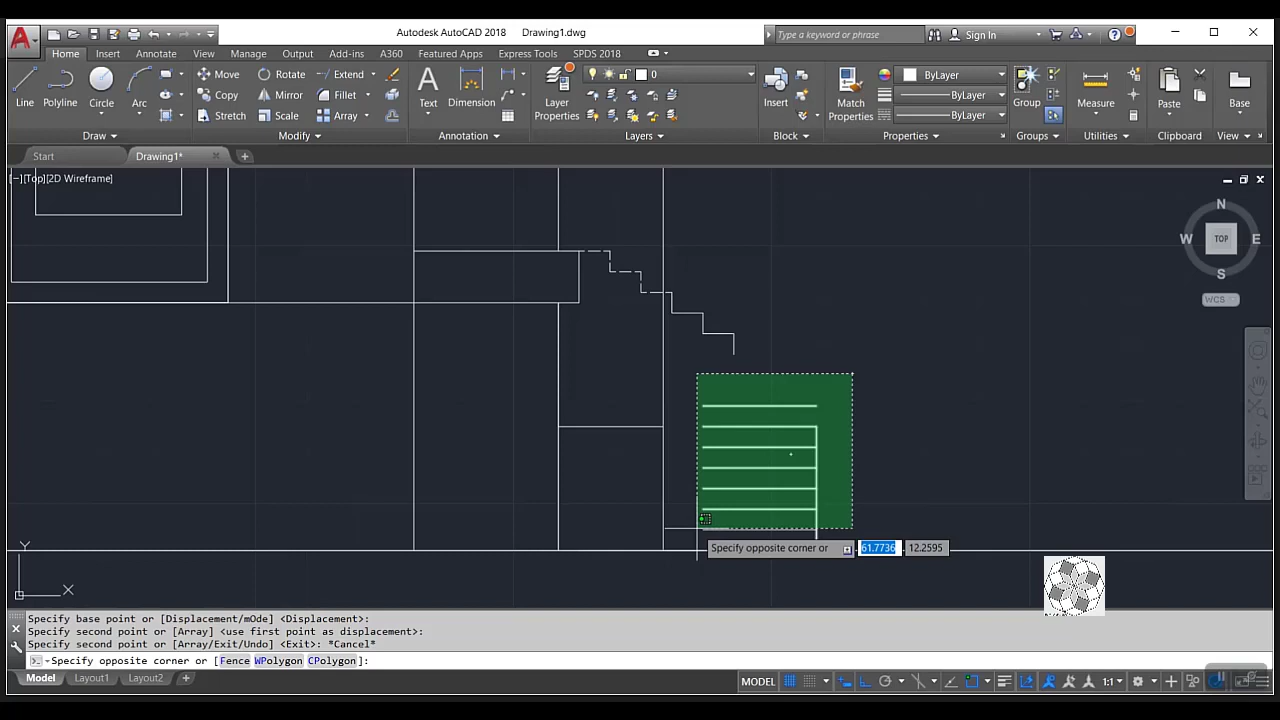 Autodesk AutoCAD 2018 Drawing1.dwg
Type a keyword or phrase
Sign In
Home Insert Annotate View Manage Output Add-ins A360 Featured Apps Express Tools SPDS 2018
Line
Polyline
Circle
Arc
Move
Copy
Stretch
Rotate
Mirror
Scale
Extend
Fillet
Array
Text
Dimension
Layer
Properties
0
Insert
Match
Properties
ByLayer
ByLayer
ByLayer
Group
Measure
Paste
Base
Draw
Modify
Annotation
Layers
Block
Properties
Groups
Utilities
Clipboard
View
Start
Drawing1*
[−][Top][2D Wireframe]
N
W
TOP
E
S
WCS
Specify opposite corner or 61.7736 12.2595
Y
X
Specify base point or [Displacement/mOde] <Displacement>:
Specify second point or [Array] <use first point as displacement>:
Specify second point or [Array/Exit/Undo] <Exit>: *Cancel*
Specify opposite corner or [Fence WPolygon CPolygon]:
Model Layout1 Layout2
MODEL
1:1